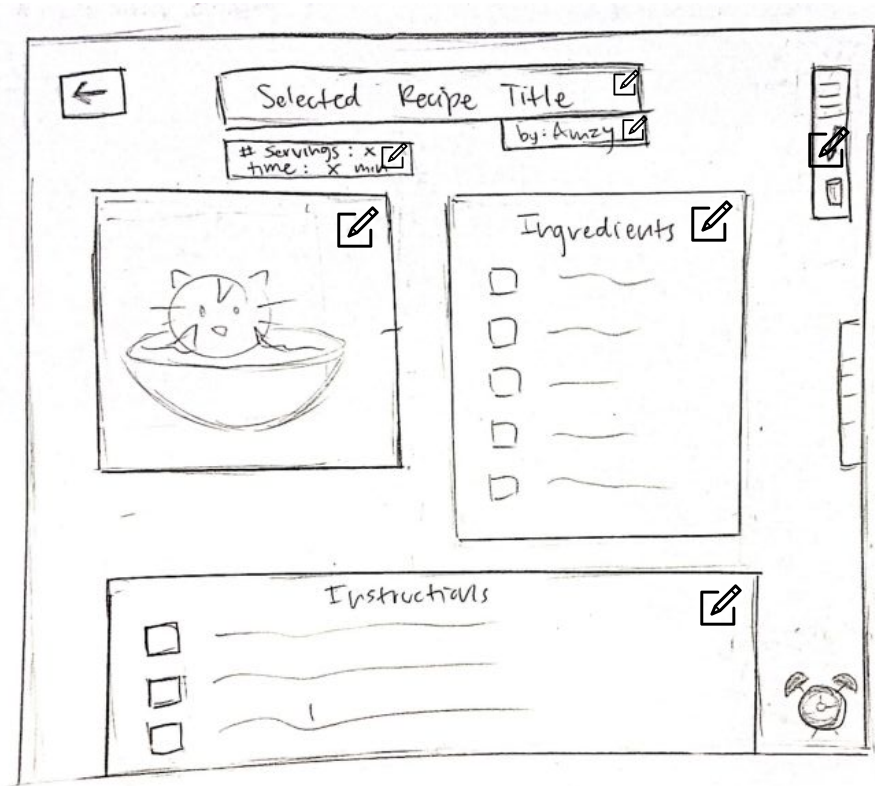 Selected Recipe Title
by: Amzy
# servings: x
time: x min
Ingredients
Instructions